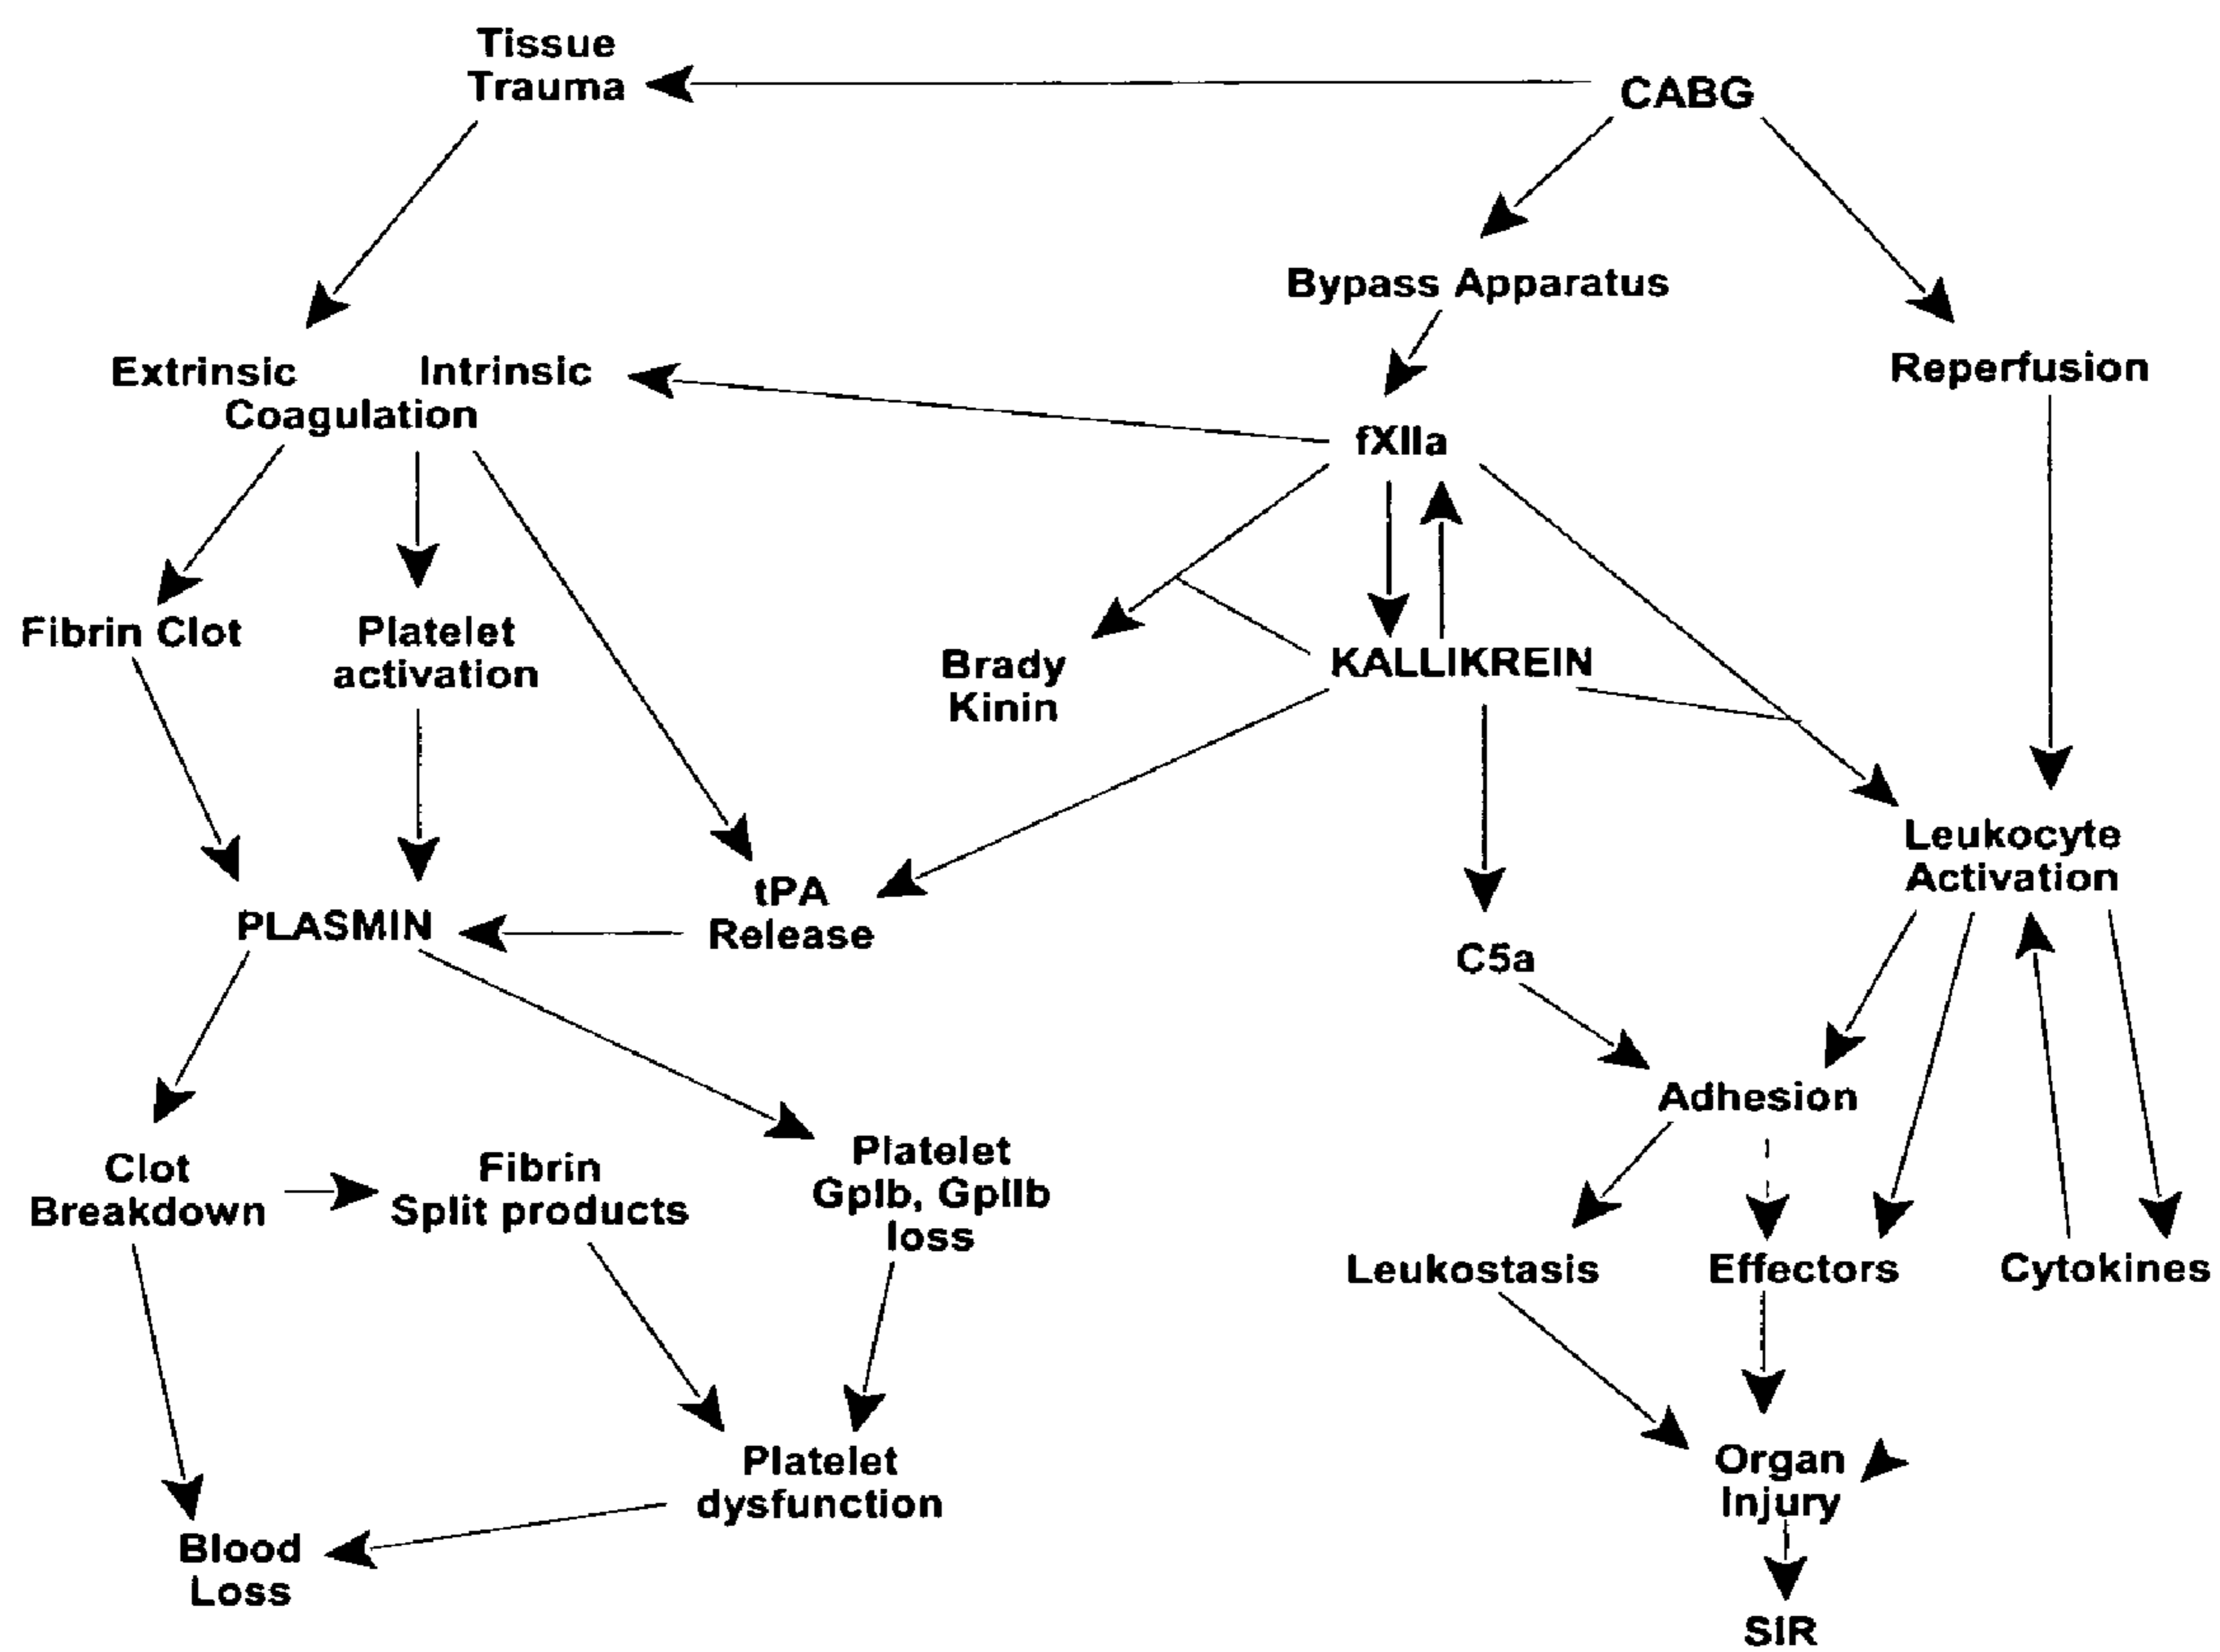 Tissue
Trauma
CABG
Bypass Apparatus
Extrinsic Intrinsic
Coagulation
Reperfusion
fXIIa
Fibrin Clot
Platelet
activation
Brady
Kinin
KALLIKREIN
Leukocyte
Activation
tPA
Release
PLASMIN
C5a
Adhesion
Clot
Breakdown
Fibrin
Split products
Platelet
GpIb, GpIIb
loss
Leukostasis
Effectors
Cytokines
Platelet
dysfunction
Organ
Injury
Blood
Loss
SIR